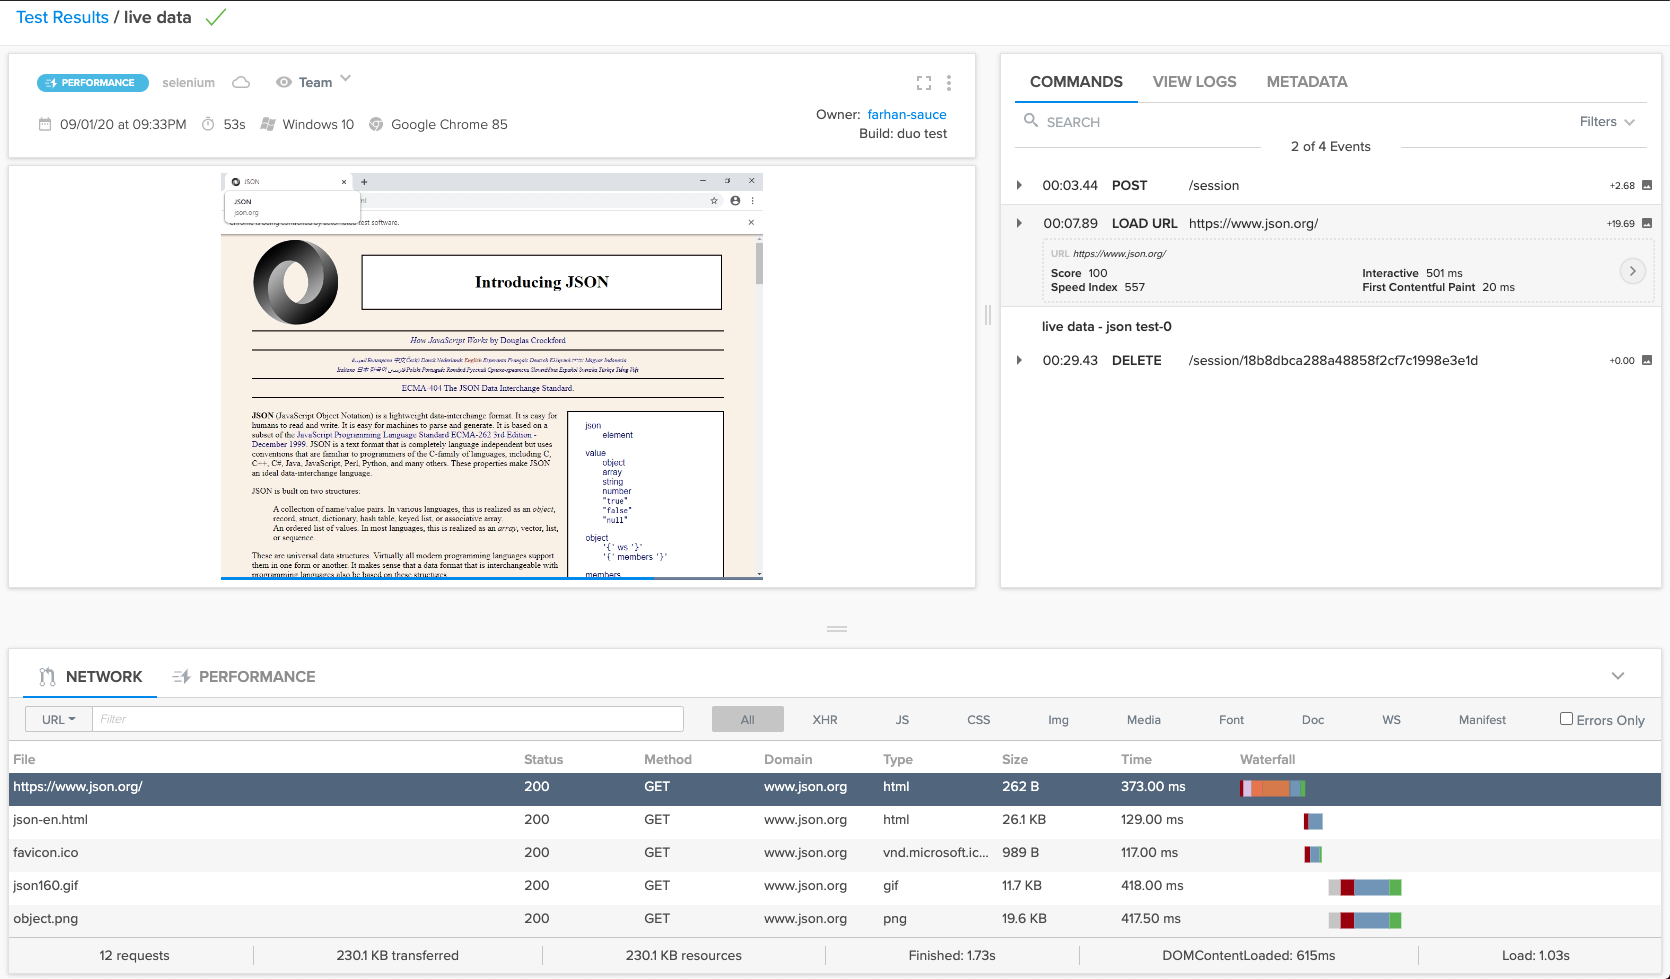 Test Results / live data
PERFORMANCE selenium Team
09/01/20 at 09:33PM 53s Windows 10 Google Chrome 85
Owner: farhan-sauce
Build: duo test
JSON
JSON
json.org
Introducing JSON
How JavaScript Works by Douglas Crockford
ECMA-404 The JSON Data Interchange Standard.
JSON (JavaScript Object Notation) is a lightweight data-interchange format. It is easy for
humans to read and write. It is easy for machines to parse and generate. It is based on a
subset of the JavaScript Programming Language Standard ECMA-262 3rd Edition -
December 1999. JSON is a text format that is completely language independent but uses
conventions that are familiar to programmers of the C-family of languages, including C,
C++, C#, Java, JavaScript, Perl, Python, and many others. These properties make JSON
an ideal data-interchange language.
JSON is built on two structures:
A collection of name/value pairs. In various languages, this is realized as an object,
record, struct, dictionary, hash table, keyed list, or associative array.
An ordered list of values. In most languages, this is realized as an array, vector, list,
or sequence.
These are universal data structures. Virtually all modern programming languages support
them in one form or another. It makes sense that a data format that is interchangeable with
programming languages also be based on these structures.
json
element
value
object
array
string
number
"true"
"false"
"null"
object
'{' ws '}'
'{' members '}'
members
COMMANDS VIEW LOGS METADATA
SEARCH Filters
2 of 4 Events
00:03.44 POST /session +2.68
00:07.89 LOAD URL https://www.json.org/ +19.69
URL https://www.json.org/
Score 100 Interactive 501 ms
Speed Index 557 First Contentful Paint 20 ms
live data - json test-0
00:29.43 DELETE /session/18b8dbca288a48858f2cf7c1998e3e1d +0.00
NETWORK PERFORMANCE
URL Filter All XHR JS CSS Img Media Font Doc WS Manifest Errors Only
File Status Method Domain Type Size Time Waterfall
https://www.json.org/ 200 GET www.json.org html 262 B 373.00 ms
json-en.html 200 GET www.json.org html 26.1 KB 129.00 ms
favicon.ico 200 GET www.json.org vnd.microsoft.ic... 989 B 117.00 ms
json160.gif 200 GET www.json.org gif 11.7 KB 418.00 ms
object.png 200 GET www.json.org png 19.6 KB 417.50 ms
12 requests 230.1 KB transferred 230.1 KB resources Finished: 1.73s DOMContentLoaded: 615ms Load: 1.03s